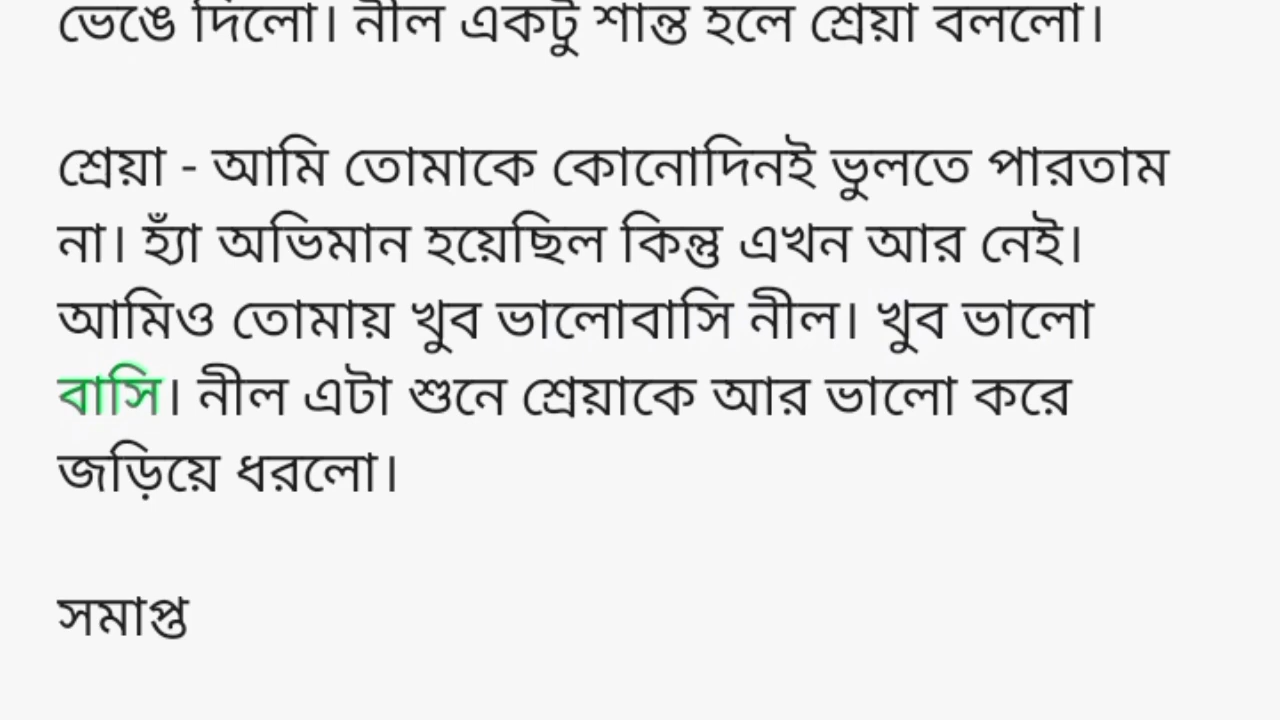 ভেঙে দিলো। নীল একটু শান্ত হলে শ্রেয়া বললো।
শ্রেয়া - আমি তোমাকে কোনোদিনই ভুলতে পারতাম
না। হ্যাঁ অভিমান হয়েছিল কিন্তু এখন আর নেই।
আমিও তোমায় খুব ভালোবাসি নীল। খুব ভালো
বাসি। নীল এটা শুনে শ্রেয়াকে আর ভালো করে
জড়িয়ে ধরলো।
সমাপ্ত